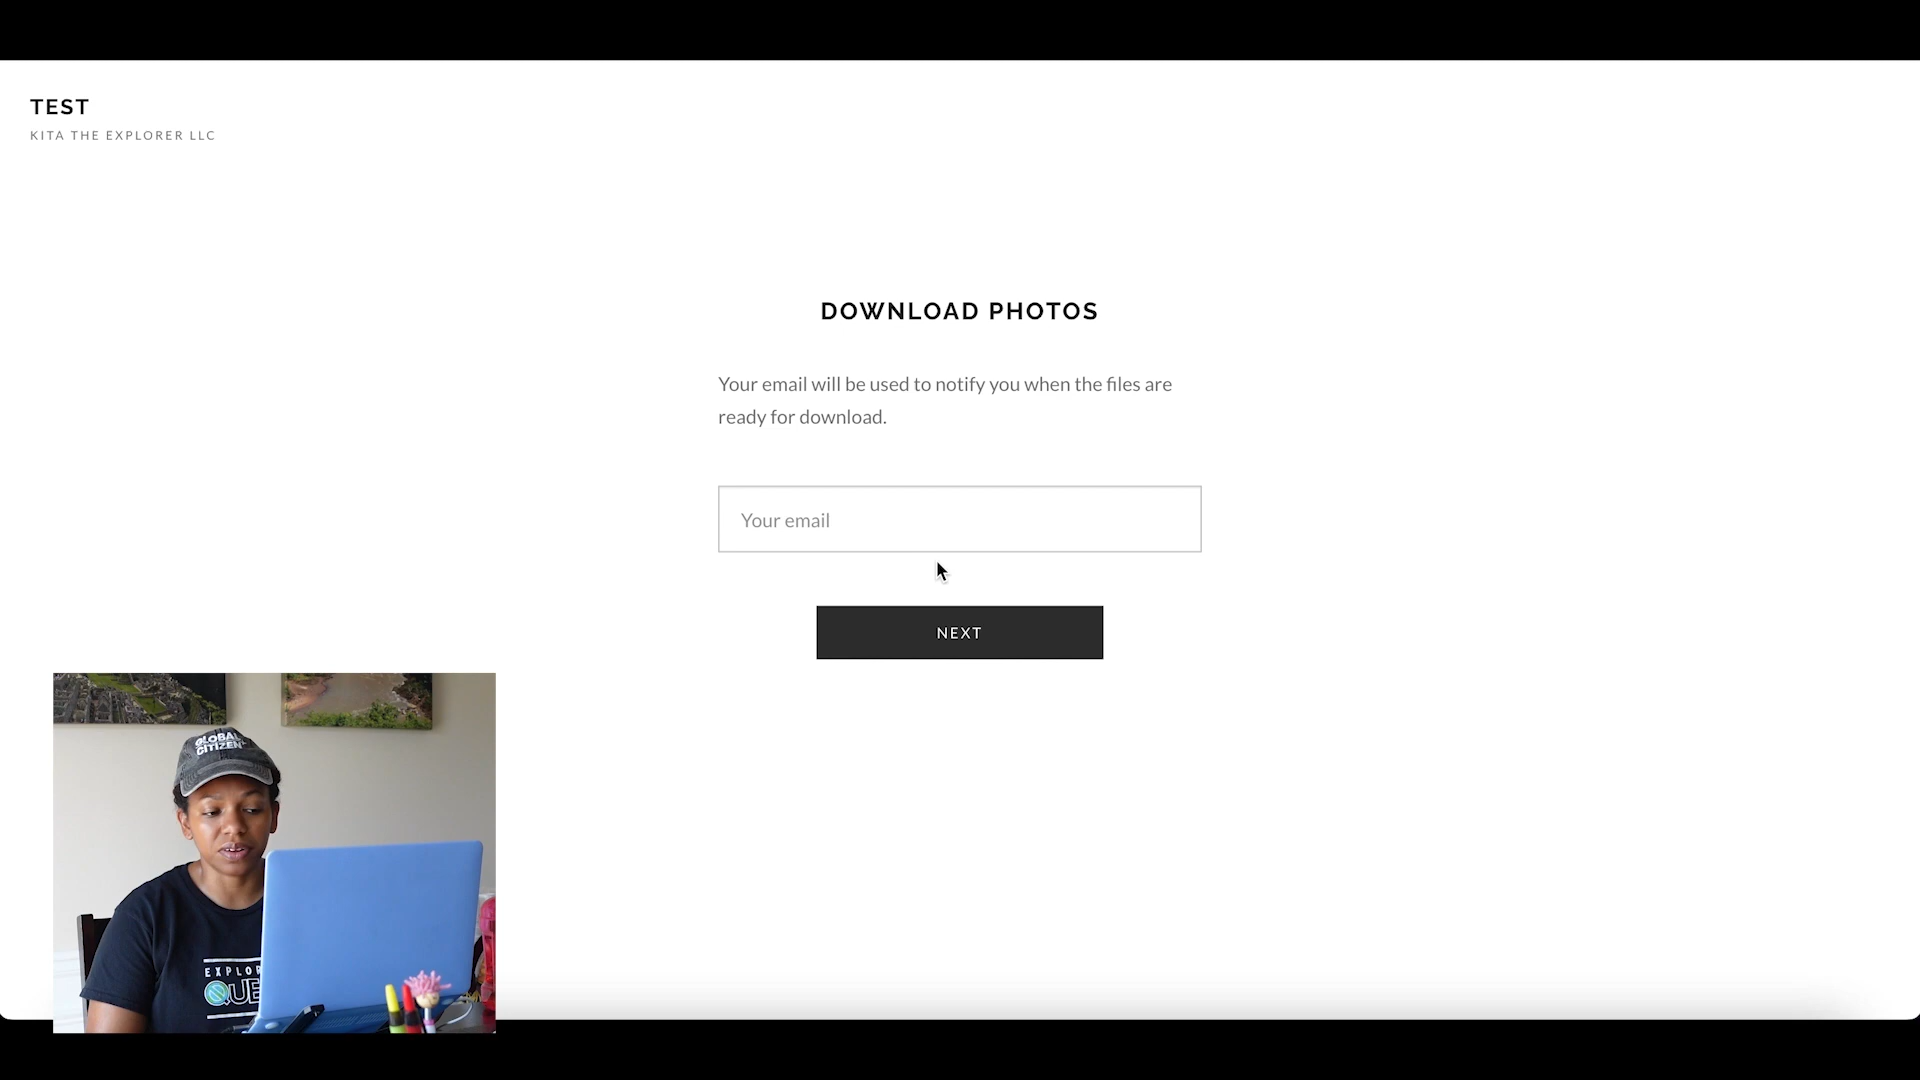 TEST
KITA THE EXPLORER LLC
DOWNLOAD PHOTOS
Your email will be used to notify you when the files are
ready for download.
Your email
NEXT
GLOBAL
CITIZEN